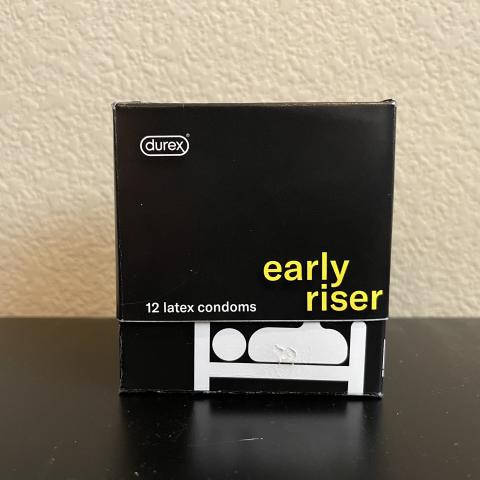 durex
early
riser
12 latex condoms